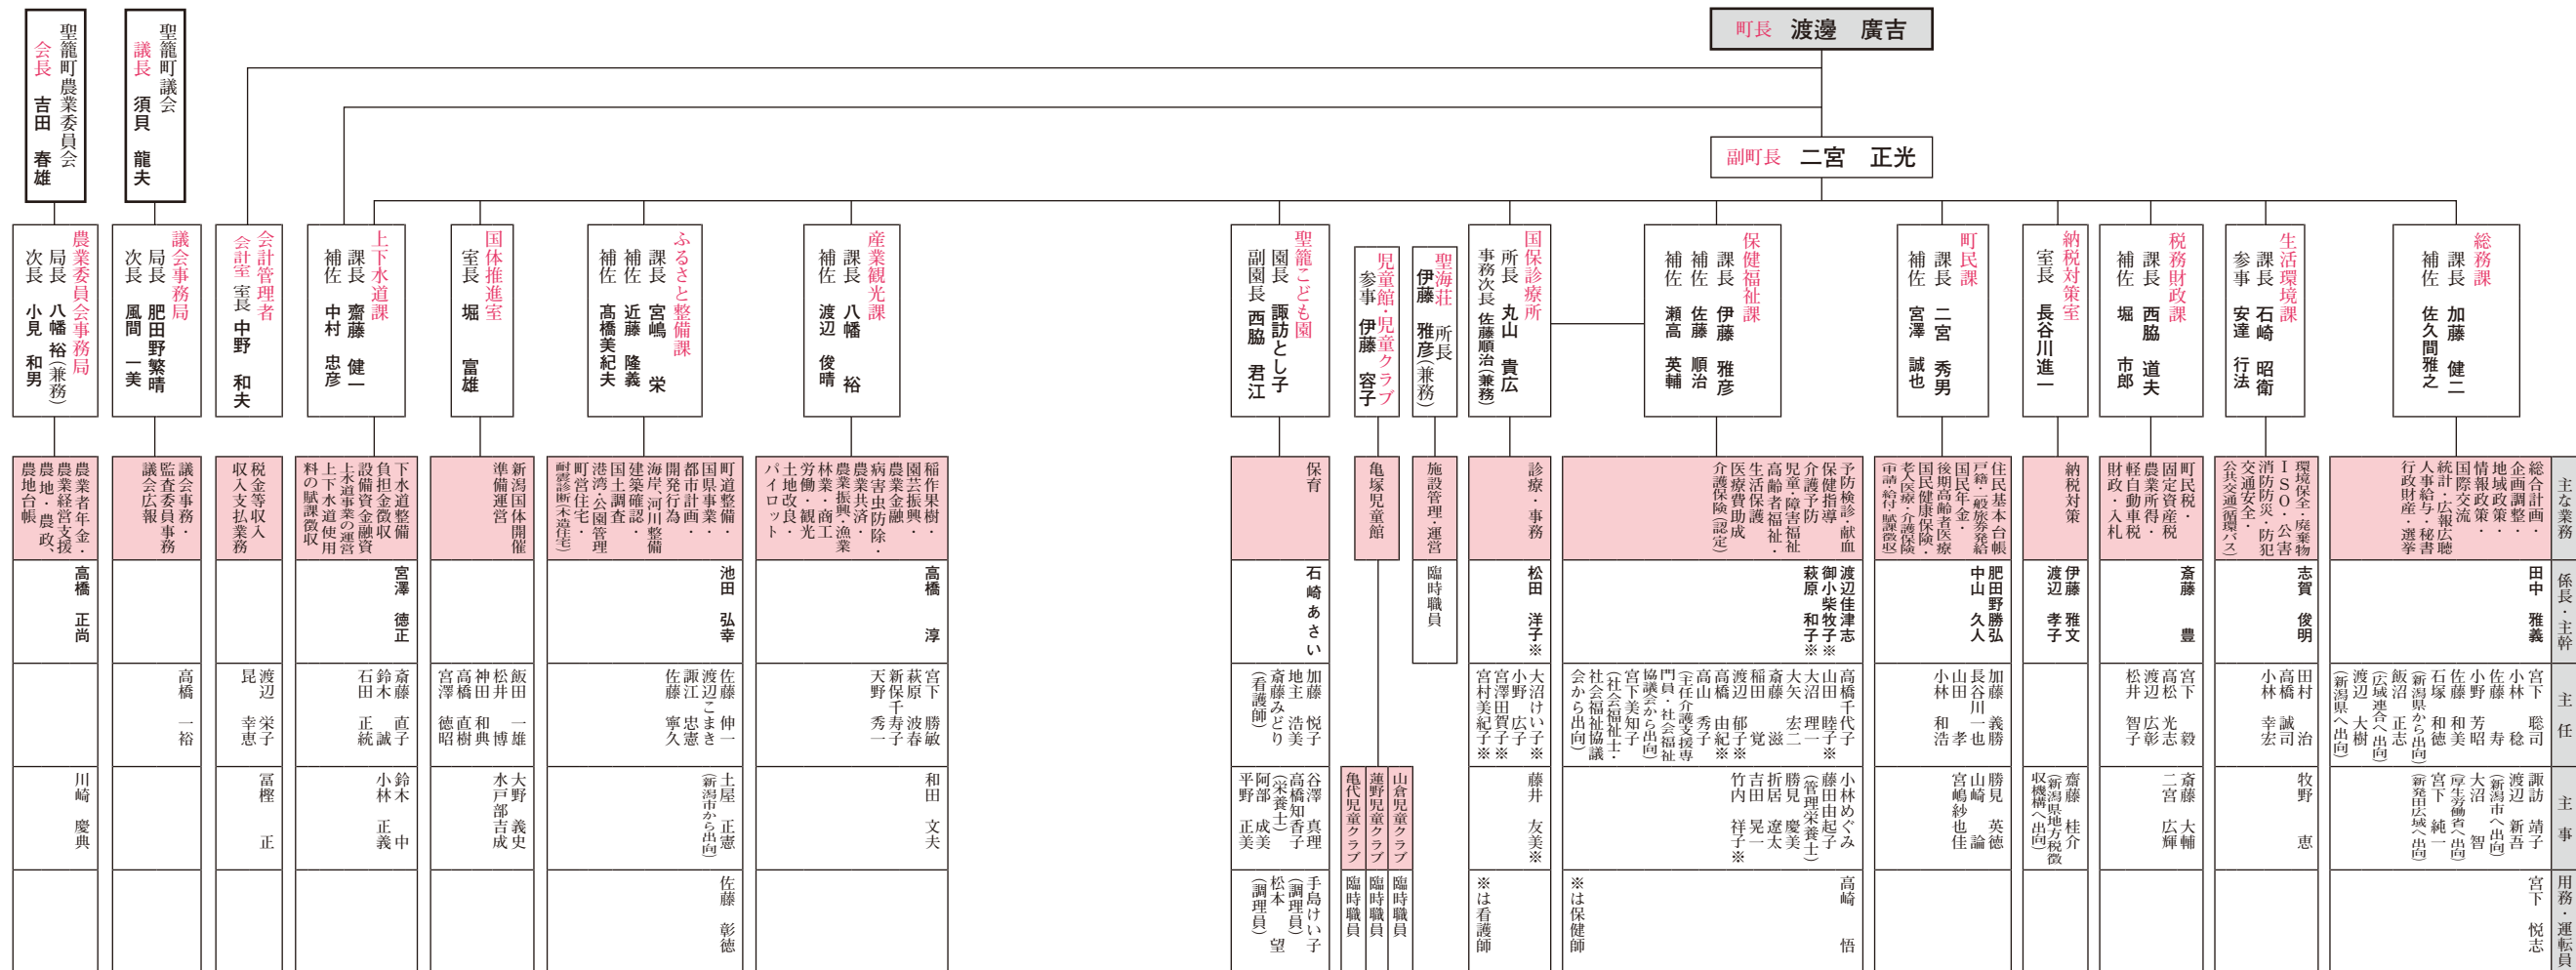 町長 渡邊 廣吉
副町長 二宮 正光
主な業務
係長・主幹
主任
主事
用務・運転員
総務課
課長 加藤 健二
補佐 佐久間雅之
総合計画・
企画調整・
地域政策・
情報政策・
国際交流
統計・広報広聴
人事給与・秘書
行政財産・選挙
田中 雅義
宮下 聡司
小林 稔
佐藤 寿
小野 芳昭
佐藤 和美
石塚 和徳
(新潟県から出向)
飯沼 正志
(広域連合へ出向)
渡辺 大樹
(新潟県へ出向)
諏訪 靖子
渡辺 新吾
(新潟市へ出向)
大沼 智
(厚生労働省へ出向)
宮下 純一
(新発田広域へ出向)
宮下 悦志
生活環境課
課長 石崎 昭衛
参事 安達 行法
環境保全・廃棄物
ISO・公害
消防防災・防犯
交通安全・
公共交通(循環バス)
志賀 俊明
田村 治
高橋 誠司
小林 幸宏
牧野 恵
税務財政課
課長 西脇 道夫
補佐 堀 市郎
町民税・
固定資産税
農業所得・
軽自動車税
財政・入札
斎藤 豊
宮下 毅
高松 光志
渡辺 広彰
松井 智子
斎藤 大輔
二宮 広輝
納税対策室
室長 長谷川進一
納税対策
伊藤 雅文
渡辺 孝子
齋藤 桂介
(新潟県地方税徴
収機構へ出向)
町民課
課長 二宮 秀男
補佐 宮澤 誠也
住民基本台帳
戸籍・一般旅券発給
国民年金・
後期高齢者医療
国民健康保険・
老人医療・介護保険
(申請・給付・賦課徴収)
肥田野勝弘
中山 久人
加藤 義勝
長谷川一也
山田 孝
小林 和浩
勝見 英徳
山崎 論
宮嶋紗也佳
保健福祉課
課長 伊藤 雅彦
補佐 佐藤 順治
補佐 瀬高 英輔
予防検診・献血
保健指導
介護予防
児童・障害福祉
高齢者福祉・
生活保護
医療費助成
介護保険(認定)
渡辺佳津志
御小柴牧子※
萩原 和子※
高橋千代子
山田 睦子※
大沼 理一
大矢 宏二
斎藤 滋
稲田 覚
渡辺 郁子※
高橋 由紀※
高山 秀子
(主任介護支援専
門員・社会福祉
協議会から出向)
宮下美知子
(社会福祉士・
社会福祉協議
会から出向)
小林めぐみ
藤田由起子
(管理栄養士)
勝見 慶美
折居 遼太
吉田 晃一
竹内 祥子※
高崎 悟
※は保健師
国保診療所
所長 丸山 貴広
事務次長 佐藤順治(兼務)
診療・事務
松田 洋子※
大沼けい子※
小野 広子
宮澤田賀子※
宮村美紀子※
藤井 友美※
※は看護師
聖海荘 所長
伊藤 雅彦(兼務)
施設管理・運営
臨時職員
児童館・児童クラブ
参事 伊藤 容子
亀塚児童館
山倉児童クラブ
蓮野児童クラブ
亀代児童クラブ
臨時職員
臨時職員
臨時職員
聖籠こども園
園長 諏訪とし子
副園長 西脇 君江
保育
石崎あさい
加藤 悦子
地主 浩美
斎藤みどり
(看護師)
谷澤 真理
高橋知香子
(栄養士)
阿部 成美
平野 正美
手島けい子
(調理員)
松本 望
(調理員)
産業観光課
課長 八幡 裕
補佐 渡辺 俊晴
稲作果樹・
園芸振興・
農業金融
病害虫防除・
農業共済・
農業振興・漁業
林業・商工
労働・観光
土地改良・
パイロット
高橋 淳
宮下 勝敏
萩原 波春
新保千寿子
天野 秀一
和田 文夫
ふるさと整備課
課長 宮嶋 栄
補佐 近藤 隆義
補佐 髙橋美紀夫
町道整備・
国県事業・
都市計画・
開発行為
海岸、河川整備
建築確認・
国土調査
港湾・公園管理
町営住宅・
耐震診断(木造住宅)
池田 弘幸
佐藤 伸一
渡辺こまき
諏江 忠憲
佐藤 寧久
土屋 正憲
(新潟市から出向)
佐藤 彰徳
国体推進室
室長 堀 富雄
新潟国体開催
準備運営
飯田 一雄
松井 博
神田 和典
高橋 直樹
宮澤 徳昭
大野 義史
水戸部吉成
上下水道課
課長 齋藤 健一
補佐 中村 忠彦
下水道整備
負担金徴収
設備資金融資
上水道事業の運営
上下水道使用
料の賦課徴収
宮澤 徳正
斎藤 直子
鈴木 誠
石田 正統
鈴木 中
小林 正義
会計管理者
会計室 室長 中野 和夫
税金等収入
収入支払業務
渡辺 栄子
昆 幸恵
冨樫 正
聖籠町議会
議長 須貝 龍夫
議会事務局
局長 肥田野繁晴
次長 風間 一美
議会事務・
監査委員事務
議会広報
高橋 一裕
聖籠町農業委員会
会長 吉田 春雄
農業委員会事務局
局長 八幡 裕(兼務)
次長 小見 和男
農業者年金・
農業経営支援
農地・農政、
農地台帳
高橋 正尚
川崎 慶典